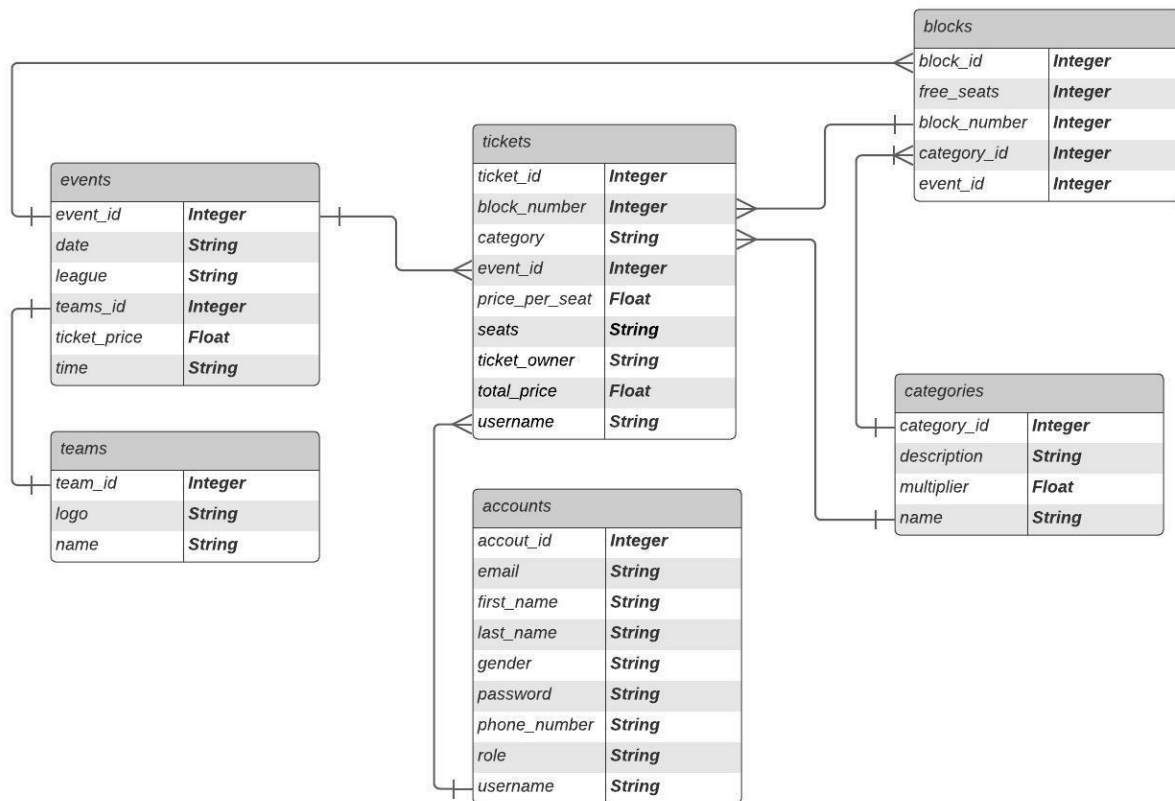 blocks
block_id Integer
free_seats Integer
block_number Integer
category_id Integer
event_id Integer
tickets
ticket_id Integer
block_number Integer
category String
event_id Integer
price_per_seat Float
seats String
ticket_owner String
total_price Float
username String
events
event_id Integer
date String
league String
teams_id Integer
ticket_price Float
time String
categories
category_id Integer
description String
multiplier Float
name String
teams
team_id Integer
logo String
name String
accounts
accout_id Integer
email String
first_name String
last_name String
gender String
password String
phone_number String
role String
username String